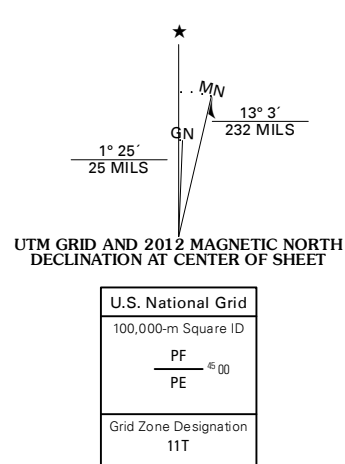 ★
MN
GN
13° 3´
232 MILS
1° 25´
25 MILS
UTM GRID AND 2012 MAGNETIC NORTH
DECLINATION AT CENTER OF SHEET
U.S. National Grid
100,000-m Square ID
PF
45 00
PE
Grid Zone Designation
11T